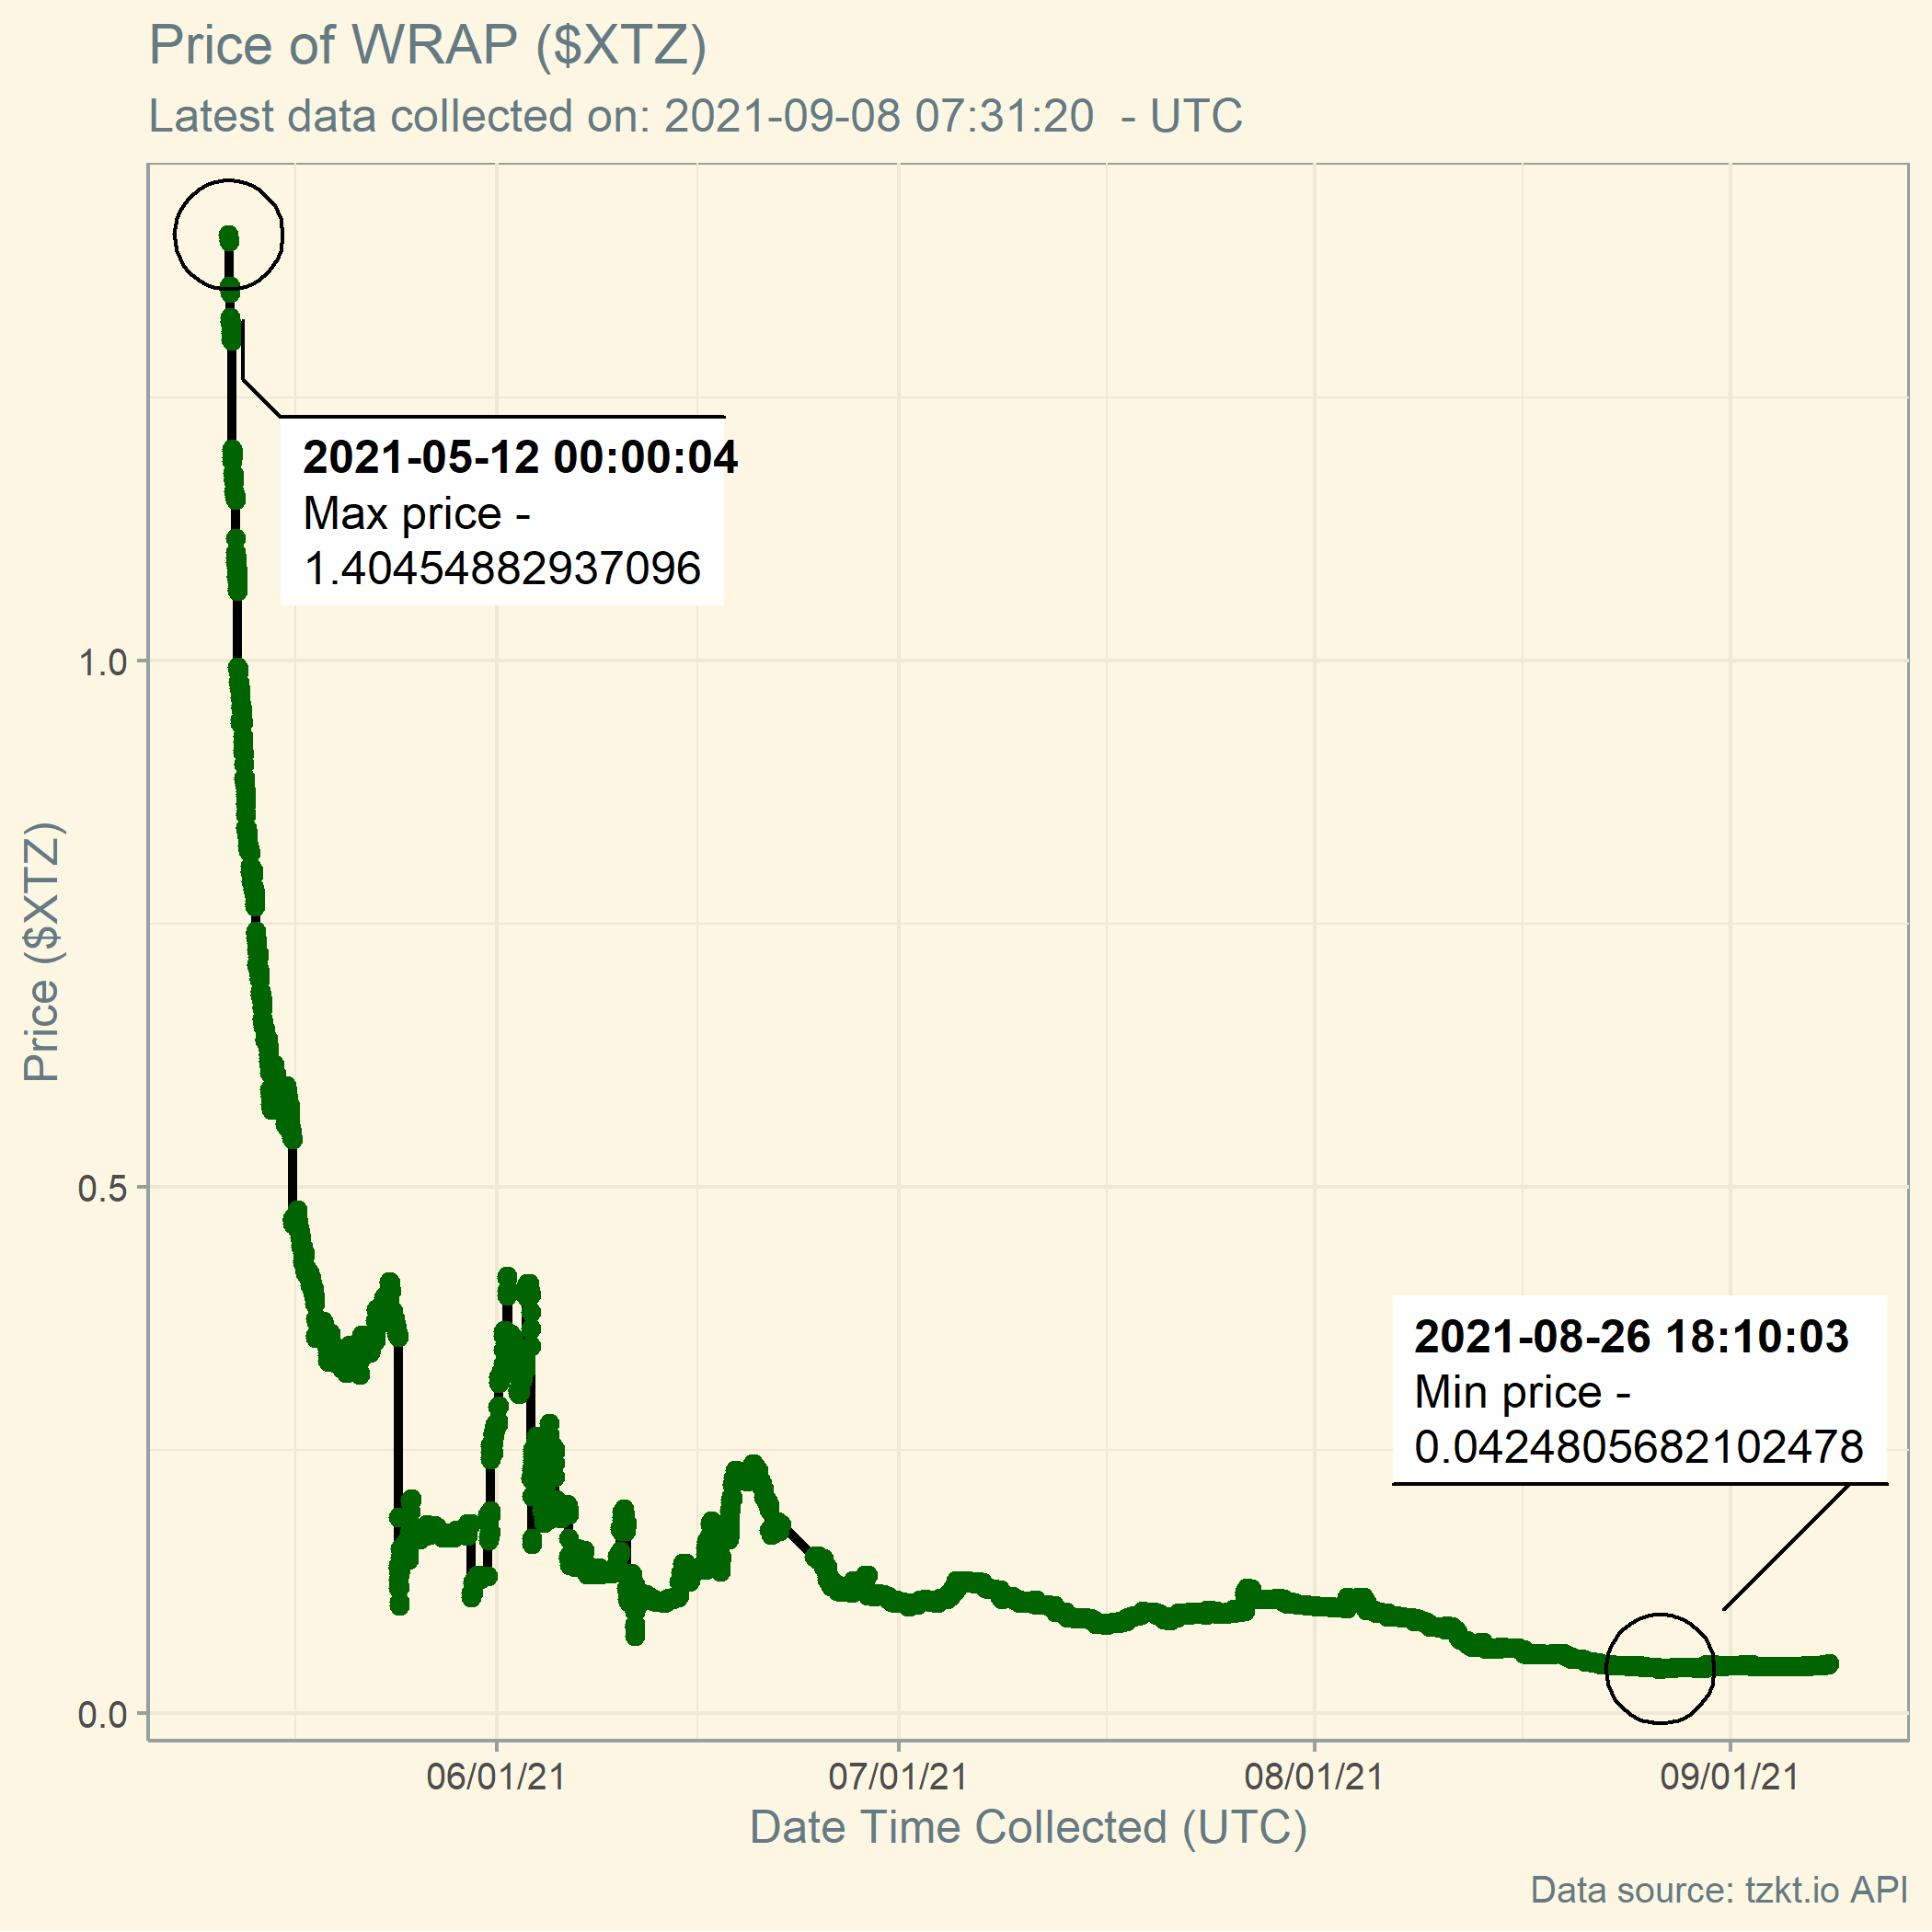 Price of WRAP ($XTZ)
Latest data collected on: 2021-09-08 07:31:20  - UTC
2021-05-12 00:00:04
Max price -
1.40454882937096
1.0
Price ($XTZ)
0.5
2021-08-26 18:10:03
Min price -
0.0424805682102478
0.0
06/01/21 07/01/21 08/01/21 09/01/21
Date Time Collected (UTC)
Data source: tzkt.io API